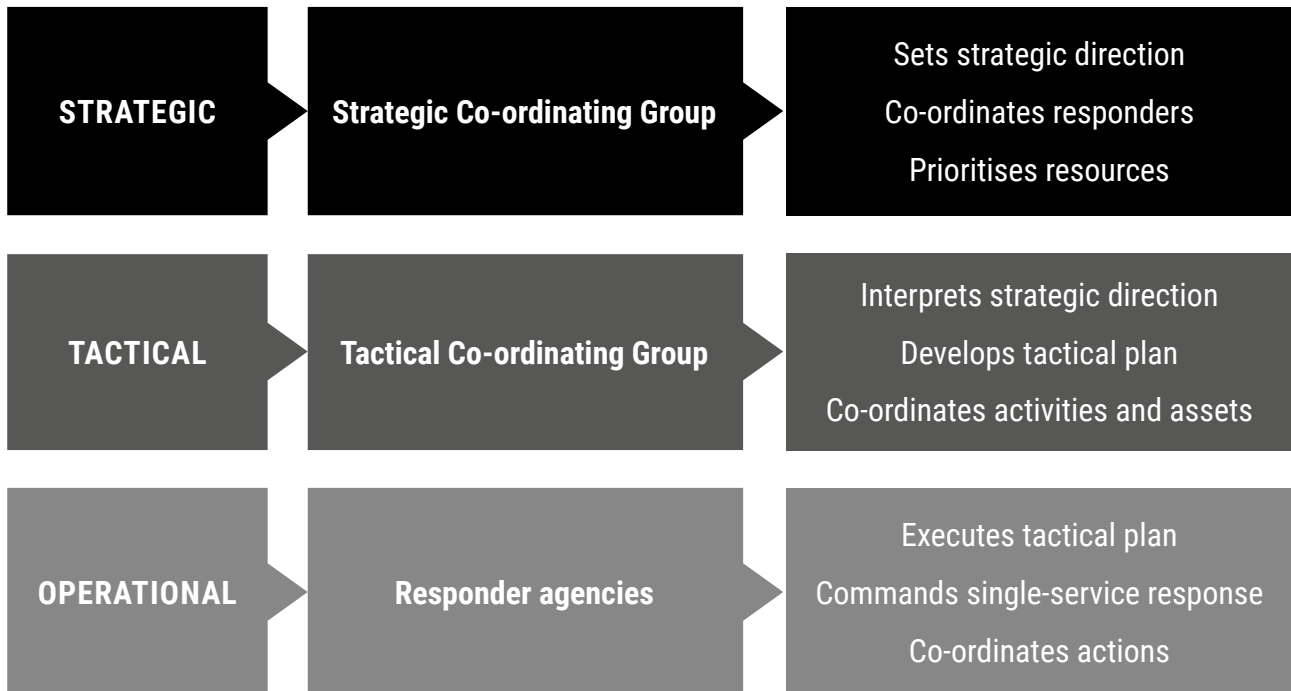 STRATEGIC
Strategic Co-ordinating Group
Sets strategic direction
Co-ordinates responders
Prioritises resources
TACTICAL
Tactical Co-ordinating Group
Interprets strategic direction
Develops tactical plan
Co-ordinates activities and assets
OPERATIONAL
Responder agencies
Executes tactical plan
Commands single-service response
Co-ordinates actions